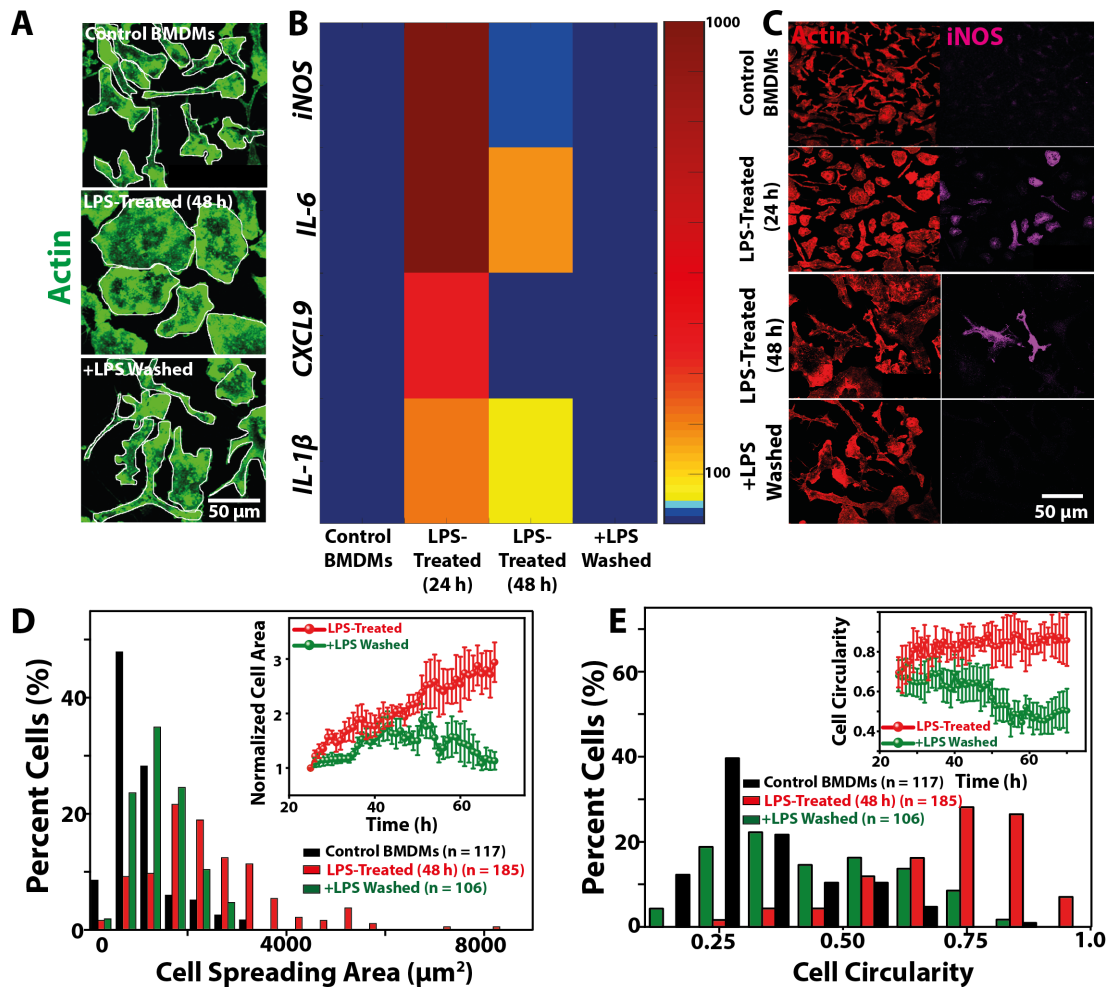 A
Control BMDMs
LPS-Treated (48 h)
+LPS Washed
50 µm
Actin
B
iNOS
IL-6
CXCL9
IL-1β
1000
100
Control
BMDMs
LPS-
Treated
(24 h)
LPS-
Treated
(48 h)
+LPS
Washed
C
Actin
iNOS
Control
BMDMs
LPS-Treated
(24 h)
LPS-Treated
(48 h)
+LPS
Washed
50 µm
D
Percent Cells (%)
40
20
0
0
4000
8000
Cell Spreading Area (µm²)
Normalized Cell Area
3
2
1
20
40
60
Time (h)
LPS-Treated
+LPS Washed
Control BMDMs (n = 117)
LPS-Treated (48 h) (n = 185)
+LPS Washed (n = 106)
E
Percent Cells (%)
60
40
20
0
0.25
0.50
0.75
1.0
Cell Circularity
Cell Circularity
0.8
0.6
0.4
20
40
60
80
LPS-Treated
+LPS Washed
Time (h)
Control BMDMs (n = 117)
LPS-Treated (48 h) (n = 185)
+LPS Washed (n = 106)